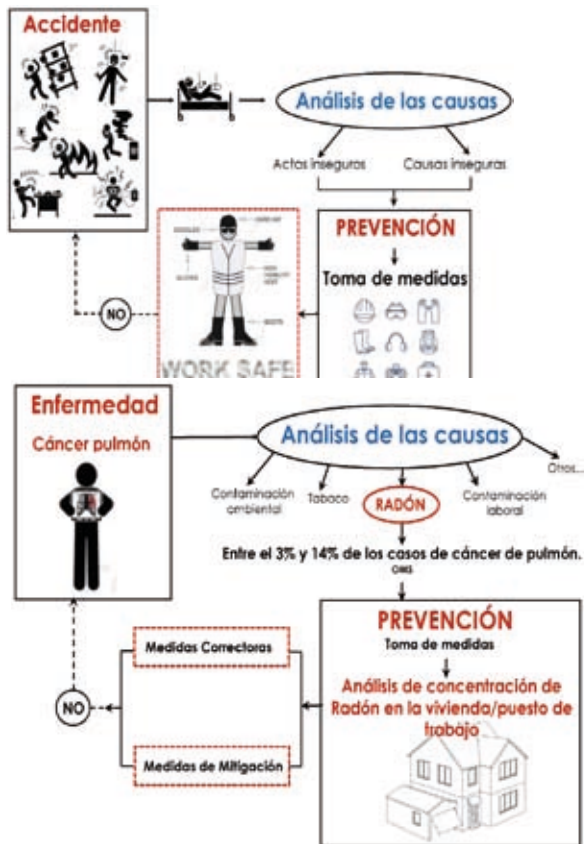 Accidente
Análisis de las causas
Actos inseguros
Causas inseguras
PREVENCIÓN
Toma de medidas
NO
WORK SAFE
Enfermedad
Cáncer pulmón
Análisis de las causas
Contaminación
ambiental
Tabaco
RADÓN
Contaminación
laboral
Otros...
Entre el 3% y 14% de los casos de cáncer de pulmón.
OMS
PREVENCIÓN
Toma de medidas
Análisis de concentración de
Radón en la vivienda/puesto de
trabajo
Medidas Correctoras
NO
Medidas de Mitigación